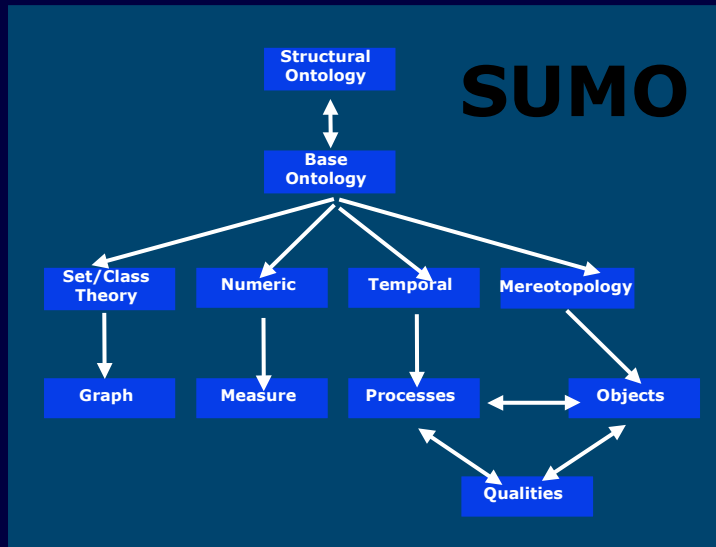 Structural
Ontology
SUMO
Base
Ontology
Set/Class
Theory
Numeric
Temporal
Mereotopology
Graph
Measure
Processes
Objects
Qualities